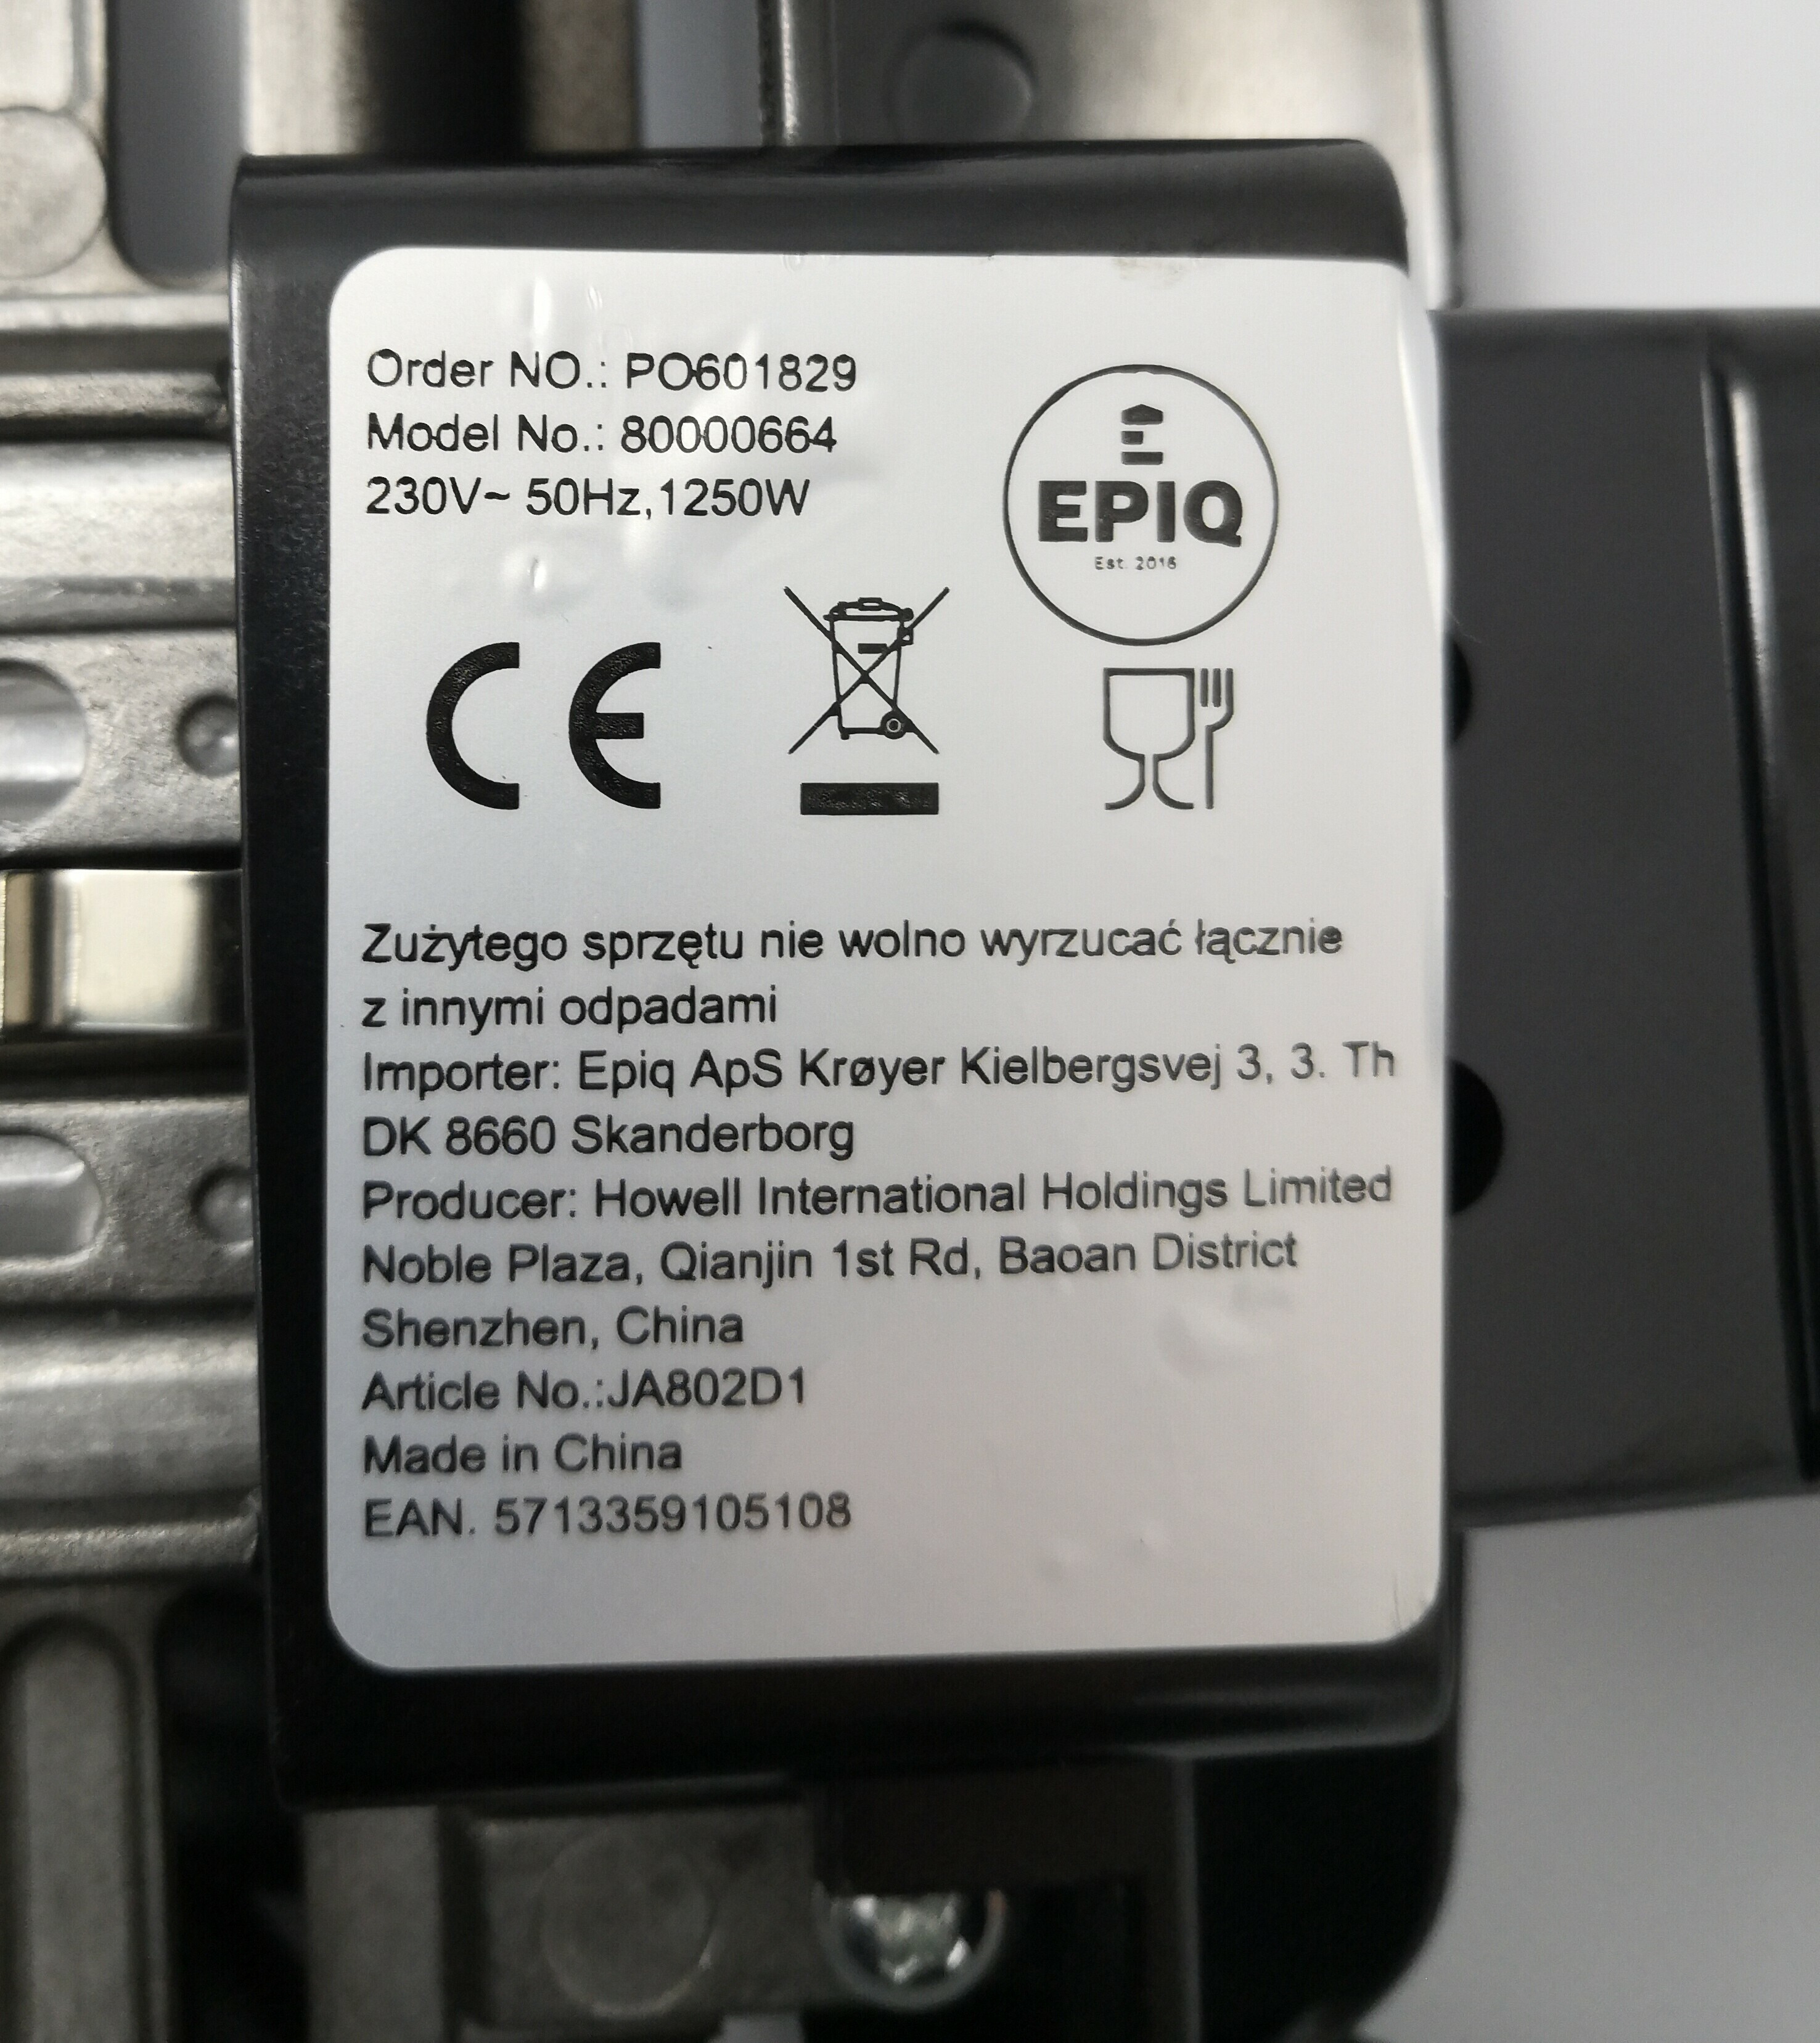 Order NO.: PO601829
Model No.: 80000664
230V~ 50Hz,1250W
EPIQ
Est. 2016
CE
Zużytego sprzętu nie wolno wyrzucać łącznie
z innymi odpadami
Importer: Epiq ApS Krøyer Kielbergsvej 3, 3. Th
DK 8660 Skanderborg
Producer: Howell International Holdings Limited
Noble Plaza, Qianjin 1st Rd, Baoan District
Shenzhen, China
Article No.:JA802D1
Made in China
EAN. 5713359105108